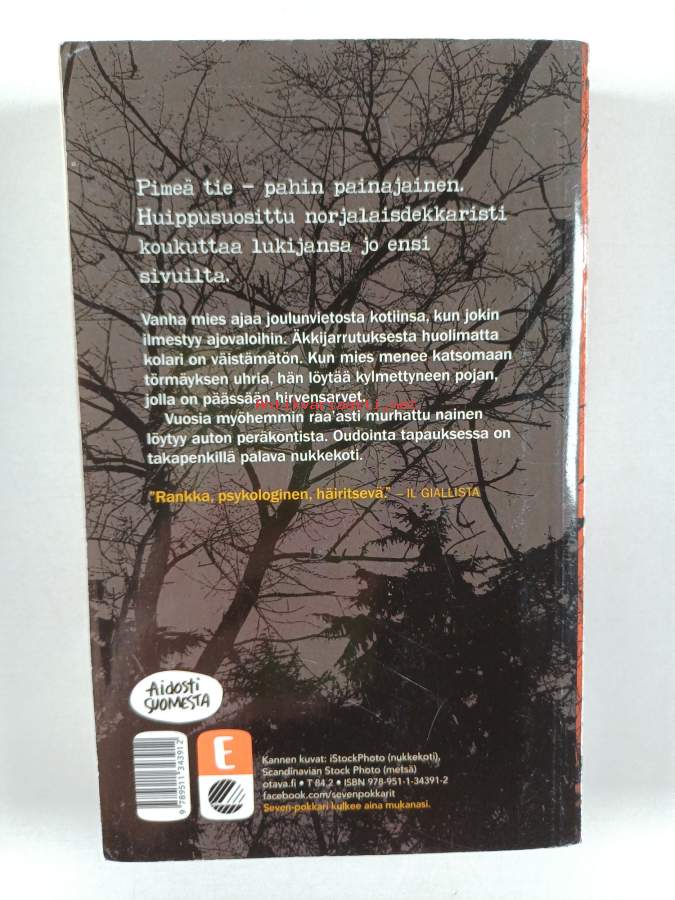 Pimeä tie – pahin painajainen.
Huippusuosittu norjalaisdekkaristi
koukuttaa lukijansa jo ensi
sivuilta.
Vanha mies ajaa joulunvietosta kotiinsa, kun jokin
ilmestyy ajovaloihin. Äkkijarrutuksesta huolimatta
kolari on väistämätön. Kun mies menee katsomaan
törmäyksen uhria, hän löytää kylmettyneen pojan,
jolla on päässään hirvensarvet.
Vuosia myöhemmin raa'asti murhattu nainen
löytyy auton peräkontista. Oudointa tapauksessa on
takapenkillä palava nukkekoti.
"Rankka, psykologinen, häiritsevä." – IL GIALLISTA
Aidosti
SUOMESTA
E
9 789511 343912
Kannen kuvat: iStockPhoto (nukkekoti),
Scandinavian Stock Photo (metsä)
otava.fi • T 84.2 • ISBN 978-951-1-34391-2
facebook.com/sevenpokkarit
Seven-pokkari kulkee aina mukanasi.